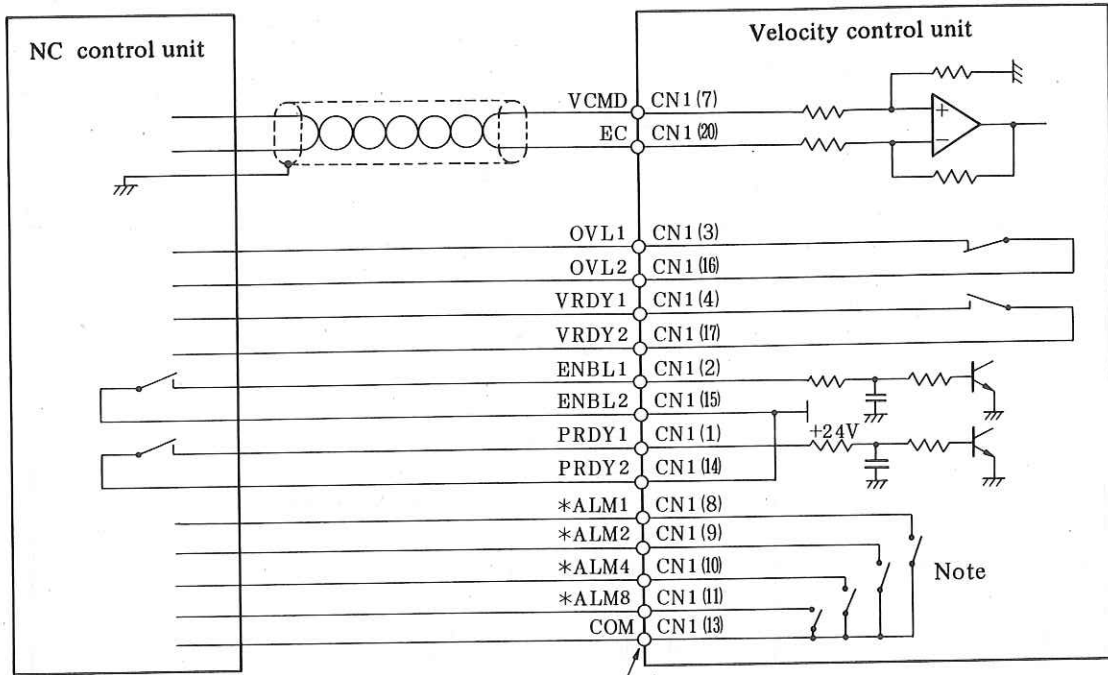 NC control unit
Velocity control unit
VCMD CN1(7)
EC CN1(20)
OVL1 CN1(3)
OVL2 CN1(16)
VRDY1 CN1(4)
VRDY2 CN1(17)
ENBL1 CN1(2)
ENBL2 CN1(15)
+24V
PRDY1 CN1(1)
PRDY2 CN1(14)
*ALM1 CN1(8)
*ALM2 CN1(9)
*ALM4 CN1(10)
Note
*ALM8 CN1(11)
COM CN1(13)
+
−